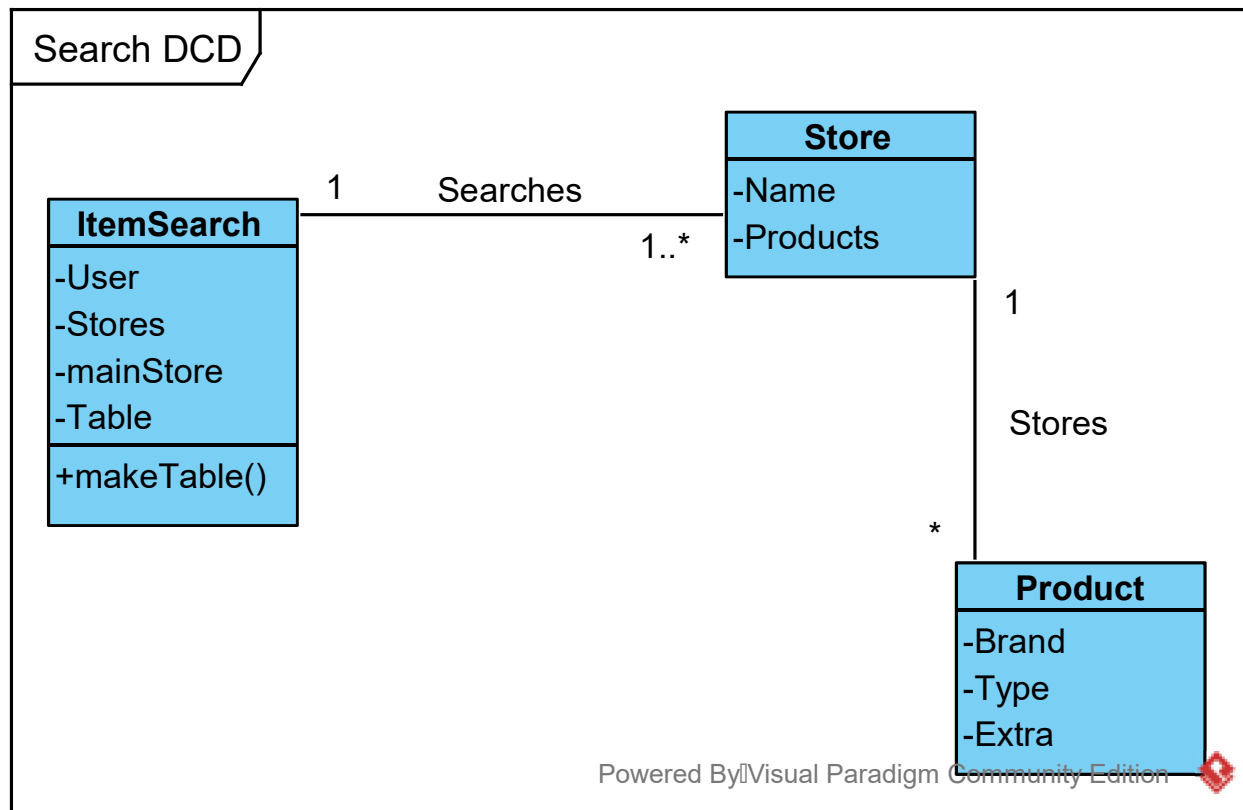 Search DCD
Store
-Name
-Products
1
Searches
1..*
ItemSearch
-User
-Stores
-mainStore
-Table
+makeTable()
1
Stores
*
Product
-Brand
-Type
-Extra
Powered By▯Visual Paradigm Community Edition